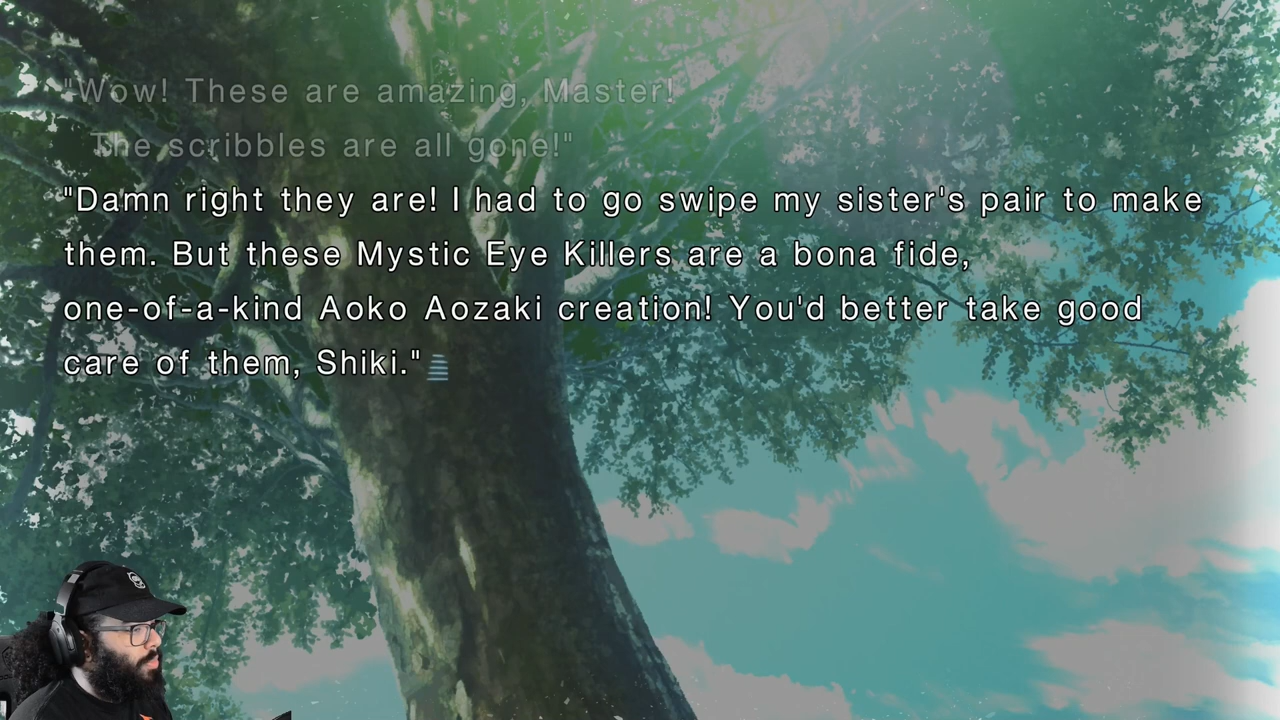 "Wow! These are amazing, Master!
The scribbles are all gone!"
"Damn right they are! I had to go swipe my sister's pair to make
them. But these Mystic Eye Killers are a bona fide,
one-of-a-kind Aoko Aozaki creation! You'd better take good
care of them, Shiki."